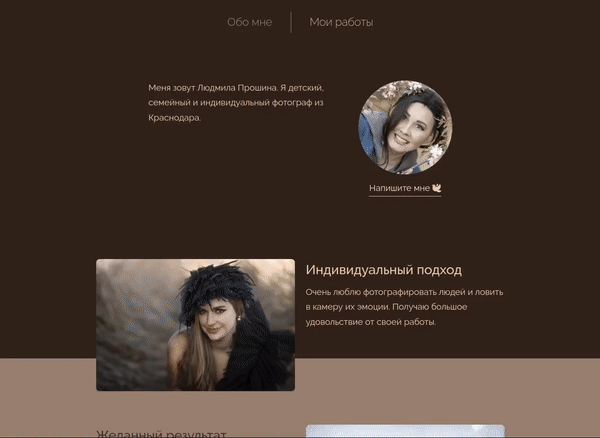 Обо мне
Мои работы
Меня зовут Людмила Прошина. Я детский,
семейный и индивидуальный фотограф из
Краснодара.
Напишите мне 🕊
Индивидуальный подход
Очень люблю фотографировать людей и ловить
в камеру их эмоции. Получаю большое
удовольствие от своей работы.
Желанный результат